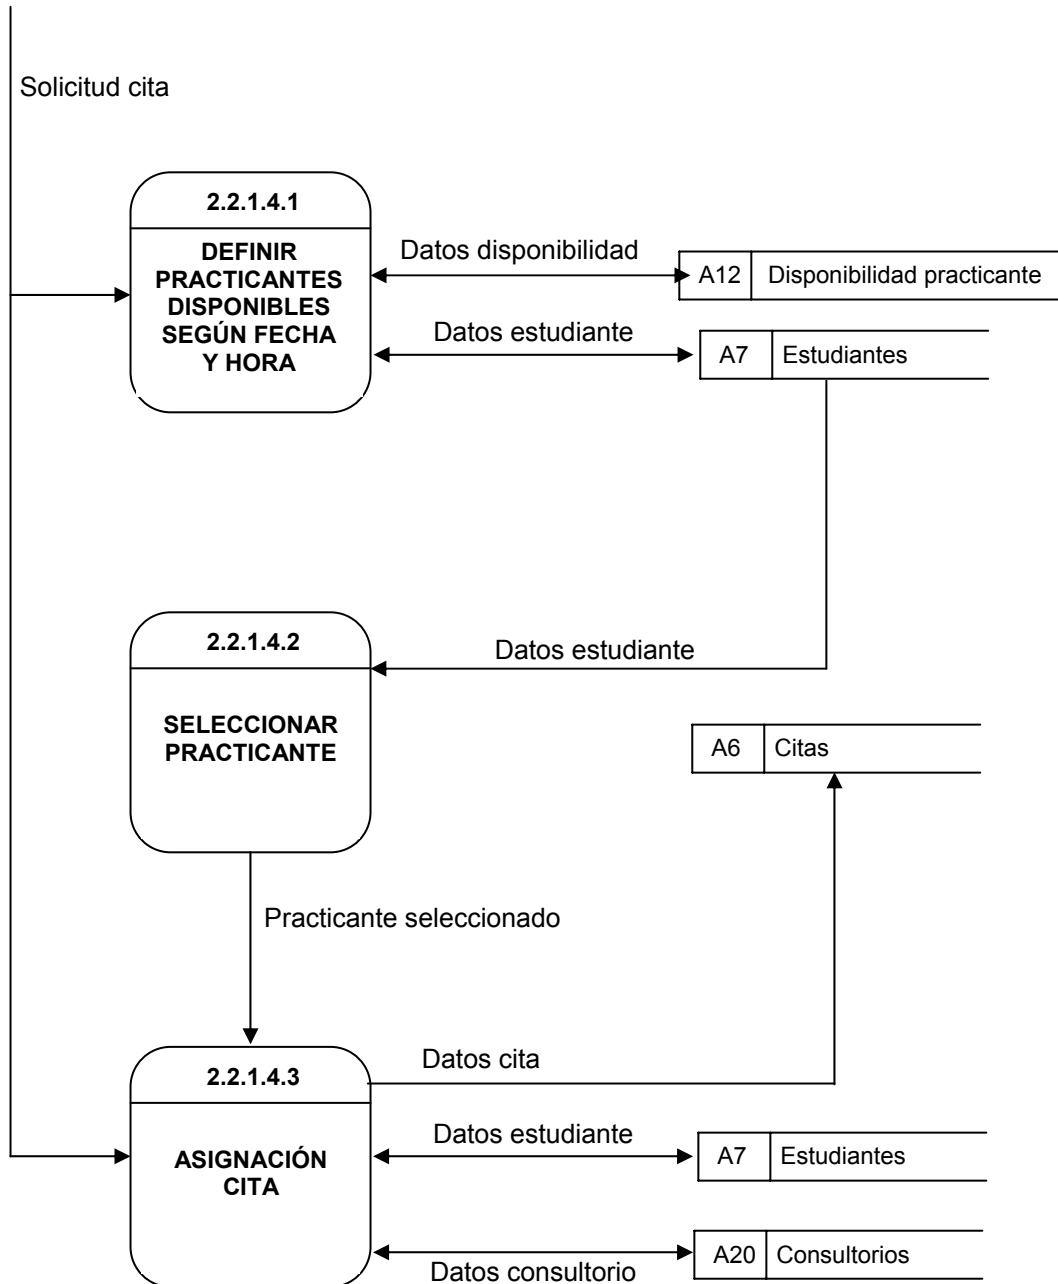 Solicitud cita
2.2.1.4.1
DEFINIR
PRACTICANTES
DISPONIBLES
SEGÚN FECHA
Y HORA
Datos disponibilidad
A12 Disponibilidad practicante
Datos estudiante
A7 Estudiantes
2.2.1.4.2
SELECCIONAR
PRACTICANTE
Datos estudiante
A6 Citas
Practicante seleccionado
2.2.1.4.3
ASIGNACIÓN
CITA
Datos cita
Datos estudiante
A7 Estudiantes
Datos consultorio
A20 Consultorios